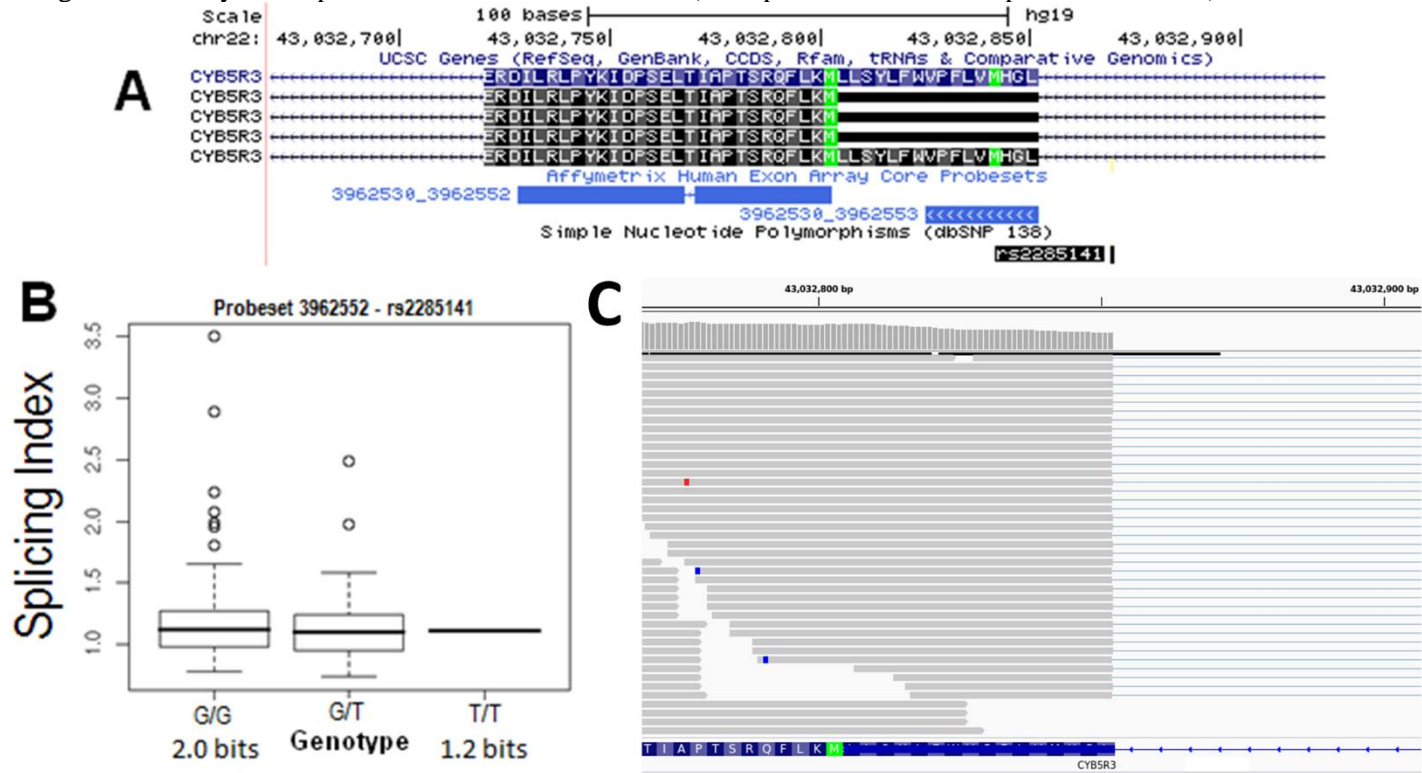 Scale 100 bases hg19
chr22: 43,032,700| 43,032,750| 43,032,800| 43,032,850| 43,032,900|
UCSC Genes (RefSeq, GenBank, CCDS, Rfam, tRNAs & Comparative Genomics)
A
CYB5R3 ERDILRLPYKIDPSELTIAPTSRQFLKMLLSYLFWVPFLVMHGL
CYB5R3 ERDILRLPYKIDPSELTIAPTSRQFLKM
CYB5R3 ERDILRLPYKIDPSELTIAPTSRQFLKM
CYB5R3 ERDILRLPYKIDPSELTIAPTSRQFLKM
CYB5R3 ERDILRLPYKIDPSELTIAPTSRQFLKMLLSYLFWVPFLVMHGL
Affymetrix Human Exon Array Core Probesets
3962530_3962552
3962530_3962553
Simple Nucleotide Polymorphisms (dbSNP 138)
rs2285141
B
Probeset 3962552 - rs2285141
Splicing Index
3.5
3.0
2.5
2.0
1.5
1.0
G/G G/T T/T
2.0 bits Genotype 1.2 bits
C
43,032,800 bp 43,032,900 bp
T I A P T S R Q F L K M
CYB5R3